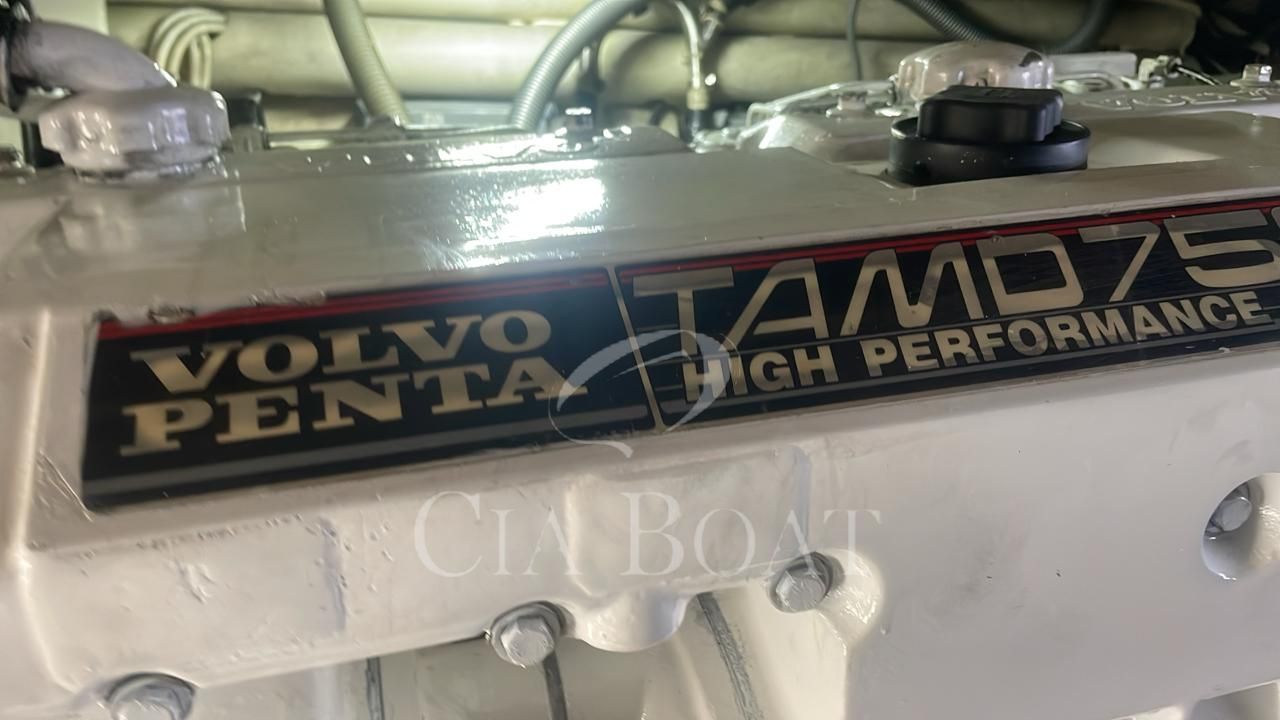 VOLVO
PENTA
TAMD75
HIGH PERFORMANCE
CIA BOAT